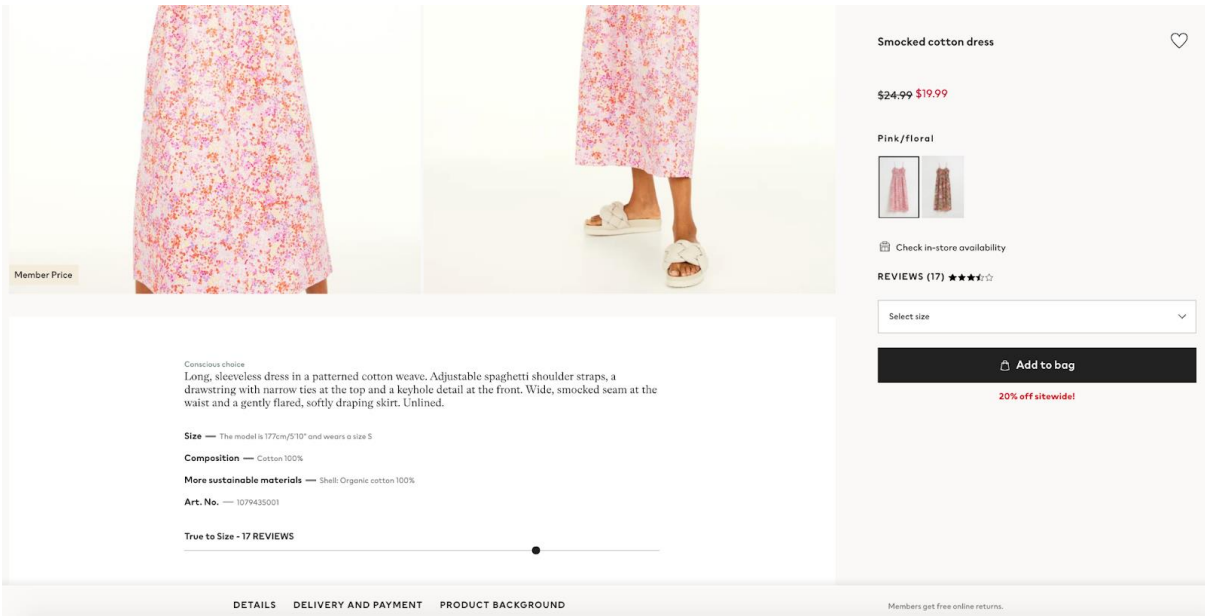 Member Price
Conscious choice
Long, sleeveless dress in a patterned cotton weave. Adjustable spaghetti shoulder straps, a
drawstring with narrow ties at the top and a keyhole detail at the front. Wide, smocked seam at the
waist and a gently flared, softly draping skirt. Unlined.
Size — The model is 177cm/5'10" and wears a size S
Composition — Cotton 100%
More sustainable materials — Shell: Organic cotton 100%
Art. No. — 1079435001
True to Size - 17 REVIEWS
DETAILS DELIVERY AND PAYMENT PRODUCT BACKGROUND
Smocked cotton dress
$24.99 $19.99
Pink/floral
Check in-store availability
REVIEWS (17)
Select size
Add to bag
20% off sitewide!
Members get free online returns.